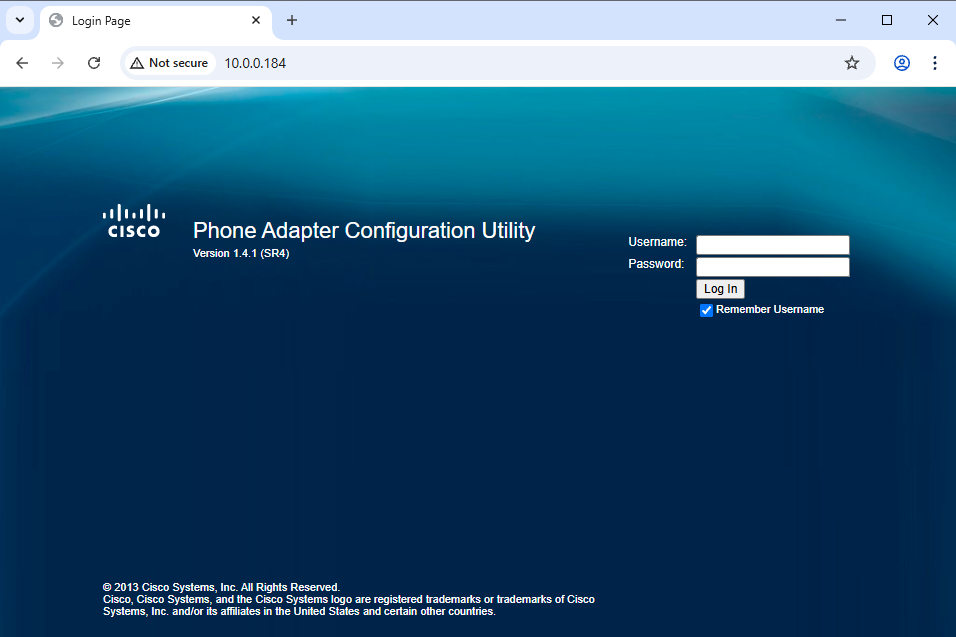 Login Page
Not secure
10.0.0.184
CISCO
Phone Adapter Configuration Utility
Version 1.4.1 (SR4)
Username:
Password:
Log In
Remember Username
© 2013 Cisco Systems, Inc. All Rights Reserved.
Cisco, Cisco Systems, and the Cisco Systems logo are registered trademarks or trademarks of Cisco
Systems, Inc. and/or its affiliates in the United States and certain other countries.